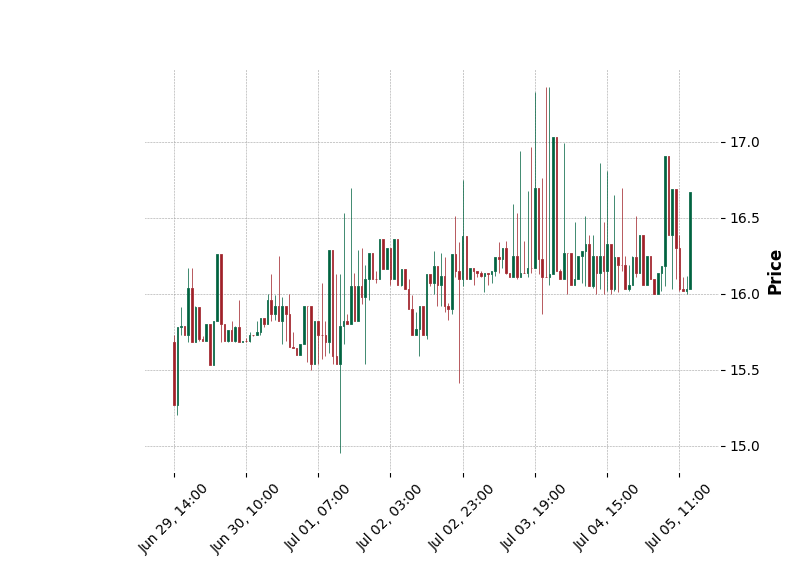 17.0
16.5
16.0
15.5
15.0
Price
Jun 29, 14:00
Jun 30, 10:00
Jul 01, 07:00
Jul 02, 03:00
Jul 02, 23:00
Jul 03, 19:00
Jul 04, 15:00
Jul 05, 11:00